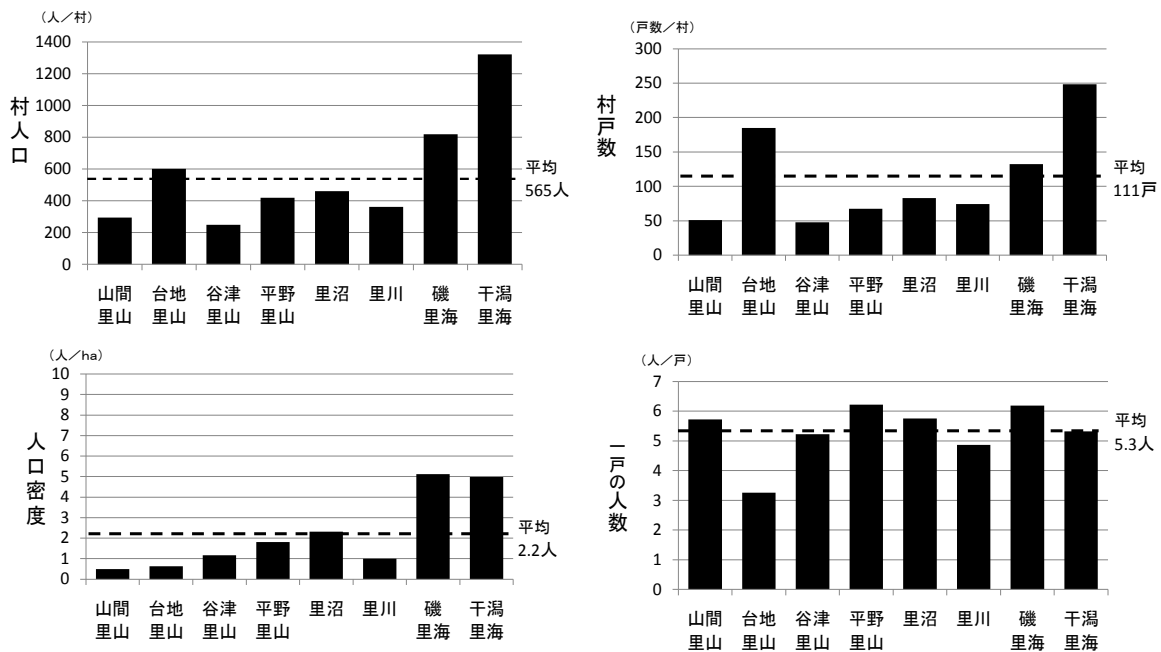 （人／村）
1400
1200
1000
800
600
400
200
0
村人口
平均
565人
山間 台地 谷津 平野 里沼 里川 磯 干潟
里山 里山 里山 里山 里海 里海
（戸数／村）
300
250
200
150
100
50
0
村戸数
平均
111戸
山間 台地 谷津 平野 里沼 里川 磯 干潟
里山 里山 里山 里山 里海 里海
（人／ha）
10
9
8
7
6
5
4
3
2
1
0
人口密度
平均
2.2人
山間 台地 谷津 平野 里沼 里川 磯 干潟
里山 里山 里山 里山 里海 里海
（人／戸）
7
6
5
4
3
2
1
0
一戸の人数
平均
5.3人
山間 台地 谷津 平野 里沼 里川 磯 干潟
里山 里山 里山 里山 里海 里海